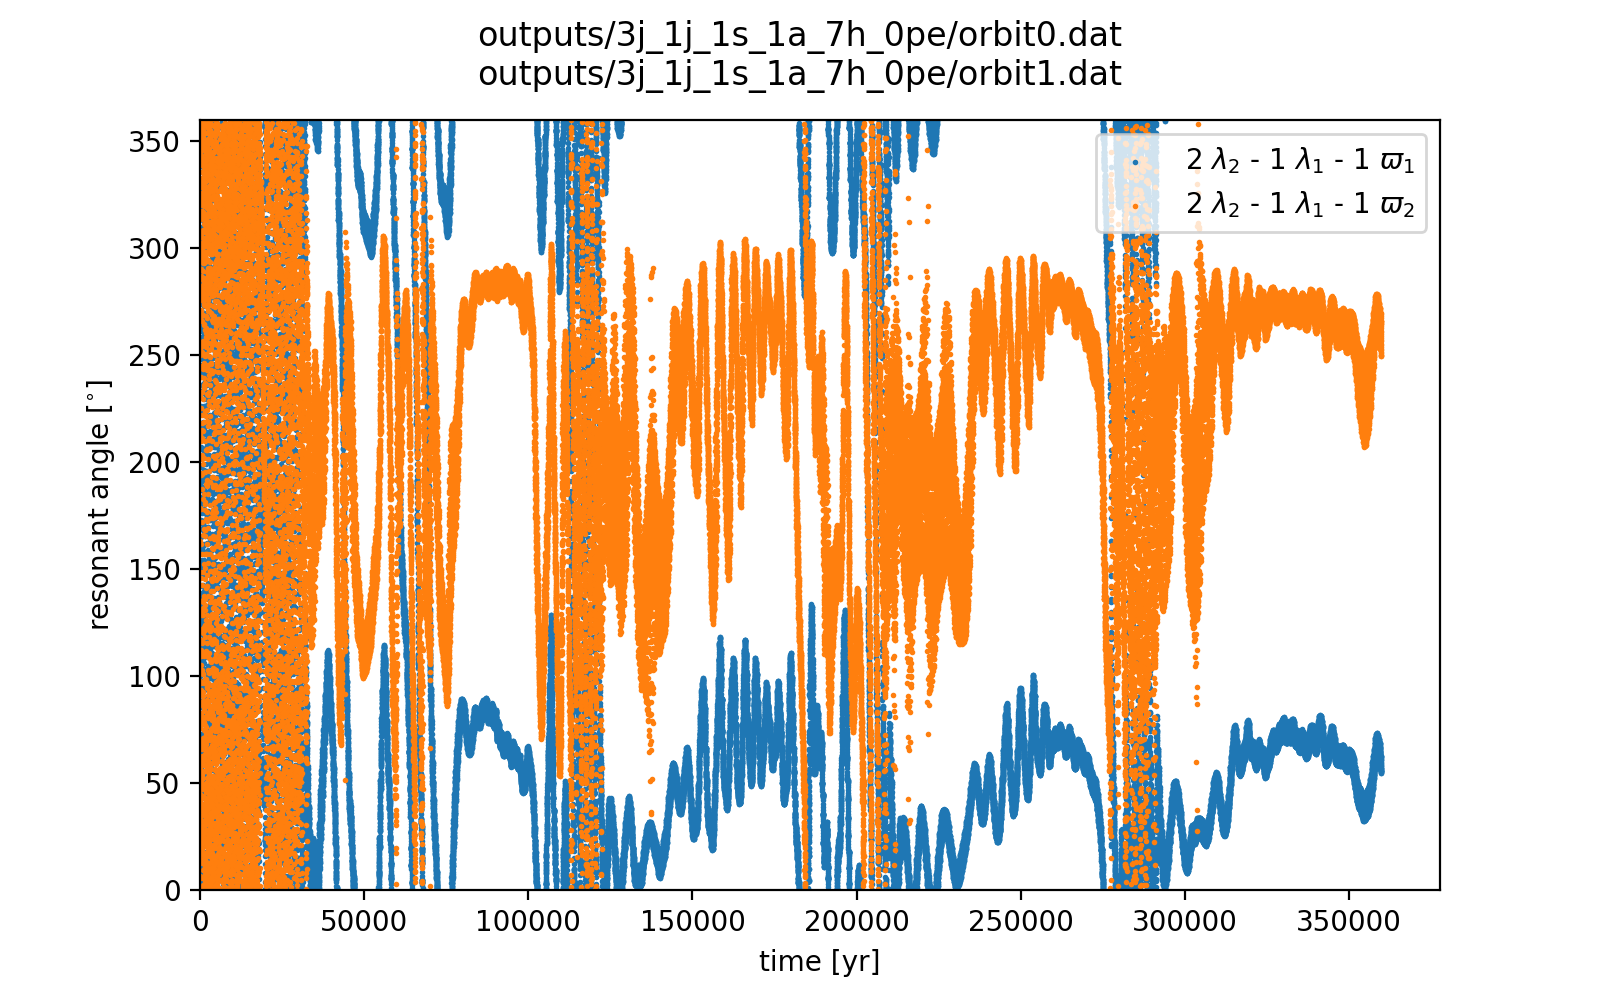 outputs/3j_1j_1s_1a_7h_0pe/orbit0.dat
outputs/3j_1j_1s_1a_7h_0pe/orbit1.dat
2 λ₂ - 1 λ₁ - 1 ϖ₁
2 λ₂ - 1 λ₁ - 1 ϖ₂
350
300
250
200
150
100
50
0
resonant angle [°]
0 50000 100000 150000 200000 250000 300000 350000
time [yr]